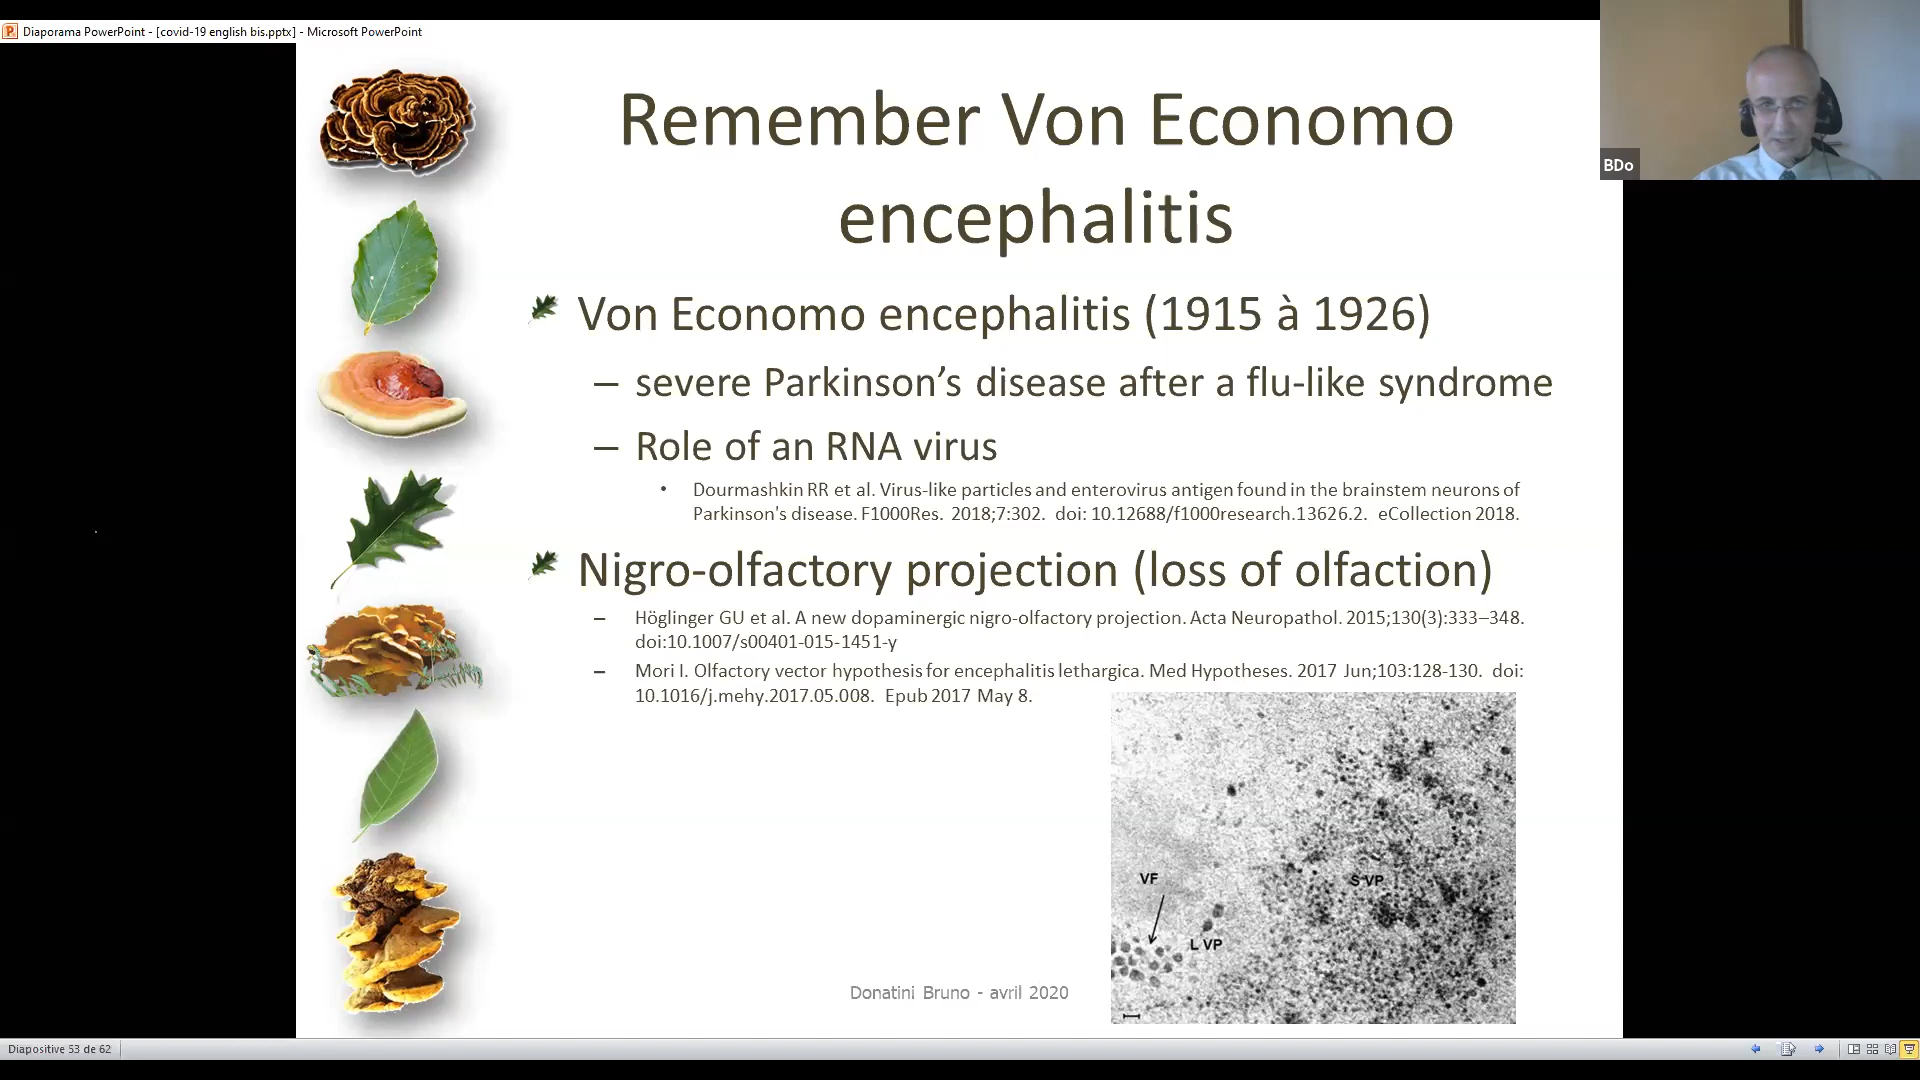 Diaporama PowerPoint - [covid-19 english bis.pptx] - Microsoft PowerPoint
BDo
Remember Von Economo
encephalitis
Von Economo encephalitis (1915 à 1926)
– severe Parkinson’s disease after a flu-like syndrome
– Role of an RNA virus
• Dourmashkin RR et al. Virus-like particles and enterovirus antigen found in the brainstem neurons of
Parkinson's disease. F1000Res. 2018;7:302. doi: 10.12688/f1000research.13626.2. eCollection 2018.
Nigro-olfactory projection (loss of olfaction)
– Höglinger GU et al. A new dopaminergic nigro-olfactory projection. Acta Neuropathol. 2015;130(3):333–348.
doi:10.1007/s00401-015-1451-y
– Mori I. Olfactory vector hypothesis for encephalitis lethargica. Med Hypotheses. 2017 Jun;103:128-130. doi:
10.1016/j.mehy.2017.05.008. Epub 2017 May 8.
VF
S VP
L VP
Donatini Bruno - avril 2020
Diapositive 53 de 62